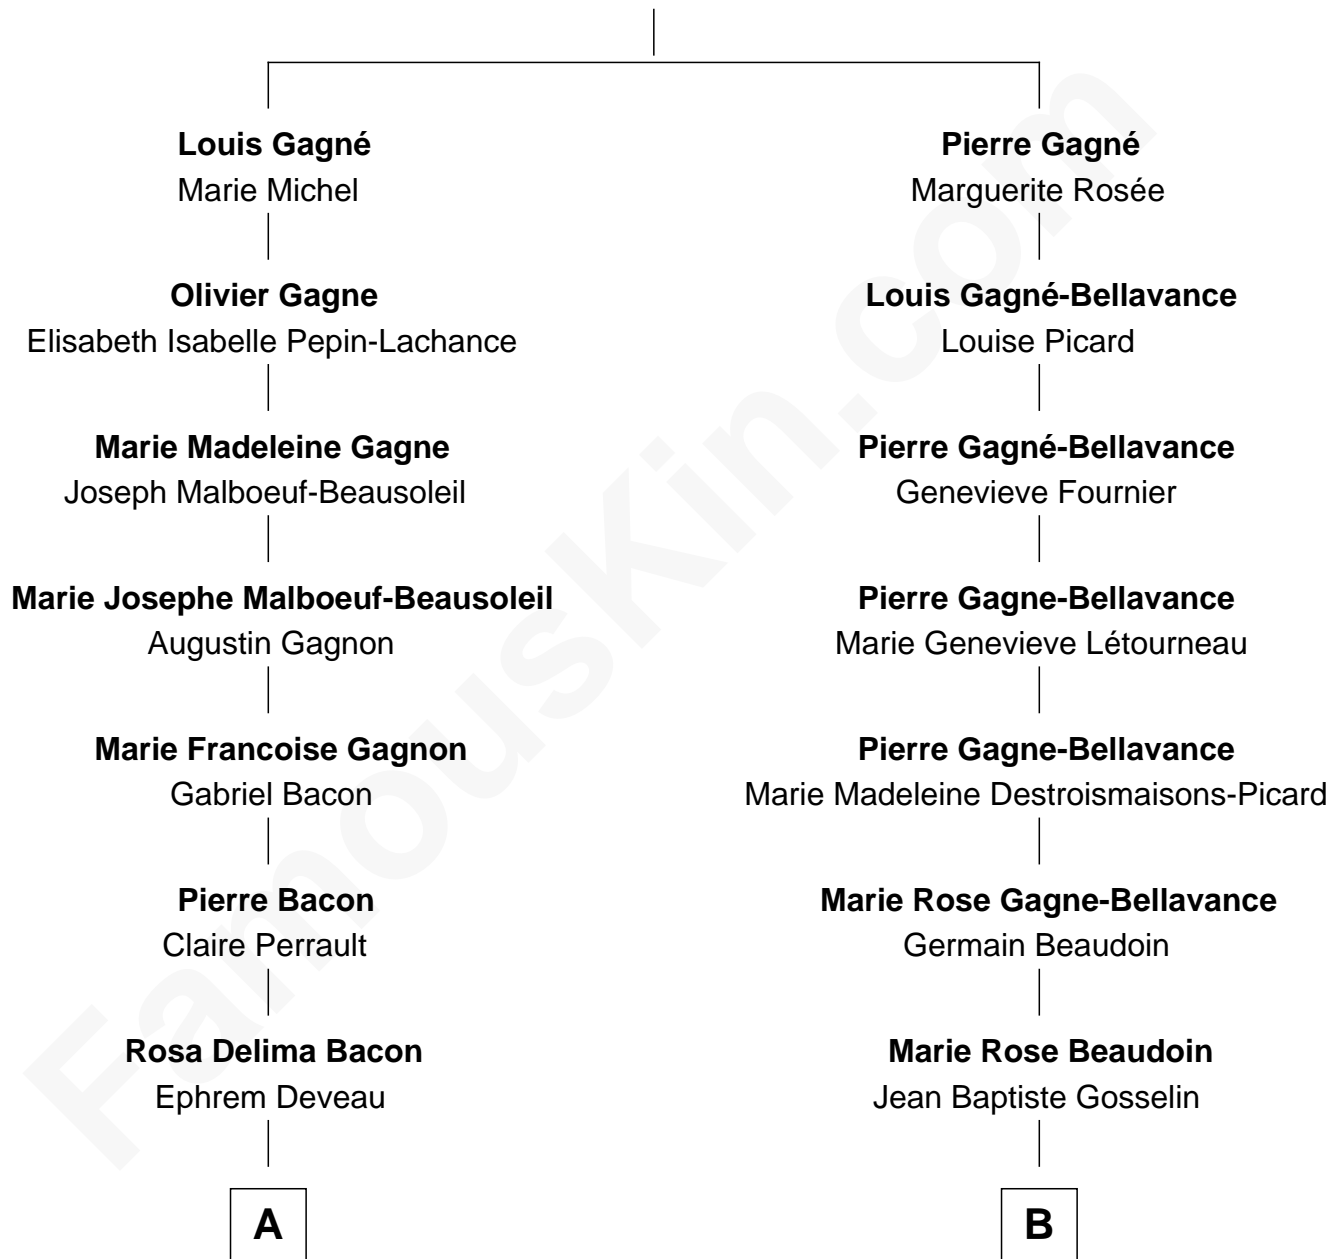 Louis Gagné
Marie Michel
Olivier Gagne
Elisabeth Isabelle Pepin-Lachance
Marie Madeleine Gagne
Joseph Malboeuf-Beausoleil
Marie Josephe Malboeuf-Beausoleil
Augustin Gagnon
Marie Francoise Gagnon
Gabriel Bacon
Pierre Bacon
Claire Perrault
Rosa Delima Bacon
Ephrem Deveau
A
Pierre Gagné
Marguerite Rosée
Louis Gagné-Bellavance
Louise Picard
Pierre Gagné-Bellavance
Genevieve Fournier
Pierre Gagne-Bellavance
Marie Genevieve Létourneau
Pierre Gagne-Bellavance
Marie Madeleine Destroismaisons-Picard
Marie Rose Gagne-Bellavance
Germain Beaudoin
Marie Rose Beaudoin
Jean Baptiste Gosselin
B
FamousKin.com